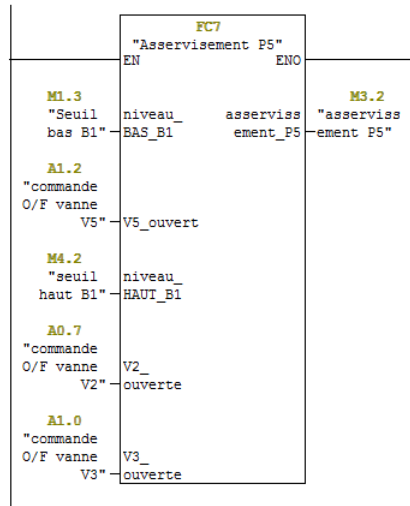 FC7
"Asservisement P5"
EN ENO
M1.3 M3.2
"Seuil niveau_ asserviss "asserviss
bas B1" BAS_B1 ement_P5 ement P5"
A1.2
"commande
O/F vanne
V5" V5_ouvert
M4.2
"seuil niveau_
haut B1" HAUT_B1
A0.7
"commande
O/F vanne V2_
V2" ouverte
A1.0
"commande
O/F vanne V3_
V3" ouverte